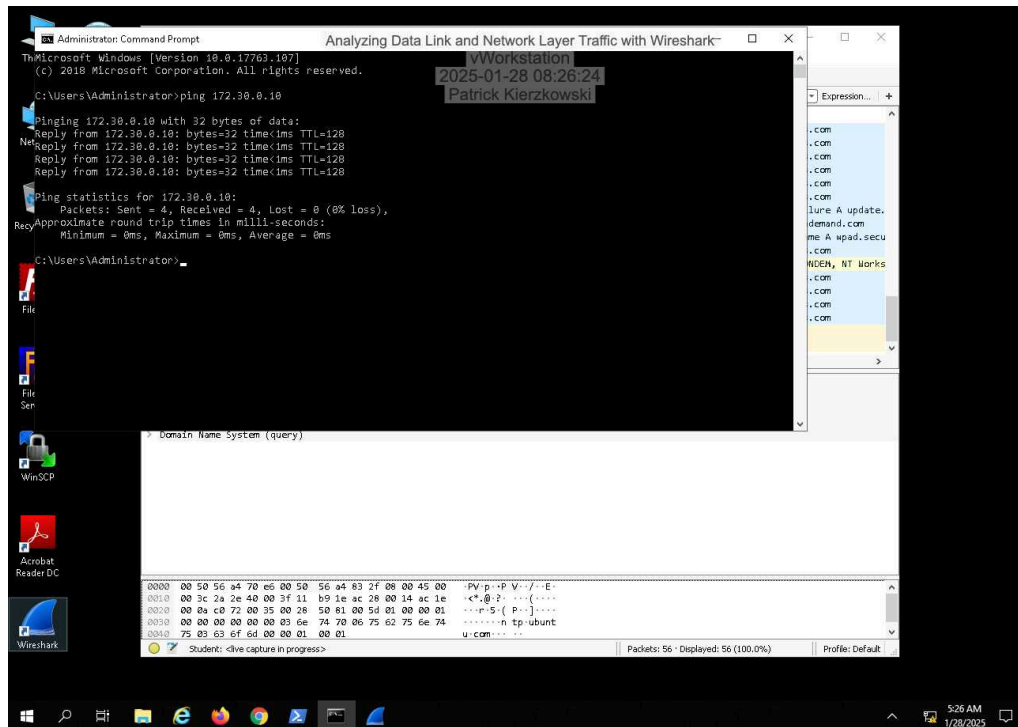 Administrator: Command Prompt
Analyzing Data Link and Network Layer Traffic with Wireshark
vWorkstation
2025-01-28 08:26:24
Patrick Kierzkowski
Microsoft Windows [Version 10.0.17763.107]
(c) 2018 Microsoft Corporation. All rights reserved.
C:\Users\Administrator>ping 172.30.0.10
Pinging 172.30.0.10 with 32 bytes of data:
Reply from 172.30.0.10: bytes=32 time<1ms TTL=128
Reply from 172.30.0.10: bytes=32 time<1ms TTL=128
Reply from 172.30.0.10: bytes=32 time<1ms TTL=128
Reply from 172.30.0.10: bytes=32 time<1ms TTL=128
Ping statistics for 172.30.0.10:
Packets: Sent = 4, Received = 4, Lost = 0 (0% loss),
Approximate round trip times in milli-seconds:
Minimum = 0ms, Maximum = 0ms, Average = 0ms
C:\Users\Administrator>
Th
Net
Recy
File
File
Ser
WinSCP
Acrobat
Reader DC
Wireshark
Expression... +
.com
.com
.com
.com
.com
.com
lure A update.
demand.com
me A wpad.secu
.com
NDEM, NT Works
.com
.com
.com
.com
> Domain Name System (query)
0000 00 50 56 a4 70 e6 00 50 56 a4 83 2f 08 00 45 00 ·PV·p··P V··/··E·
0010 00 3c 2a 2e 40 00 3f 11 b9 1e ac 28 00 14 ac 1e ·<*.@·?· ···(····
0020 00 0a c0 72 00 35 00 28 50 81 00 5d 01 00 00 01 ···r·5·( P··]····
0030 00 00 00 00 00 00 03 6e 74 70 06 75 62 75 6e 74 ·······n tp·ubunt
0040 75 03 63 6f 6d 00 00 01 00 01 u·com··· ··
Student: <live capture in progress>
Packets: 56 · Displayed: 56 (100.0%)
Profile: Default
5:26 AM
1/28/2025